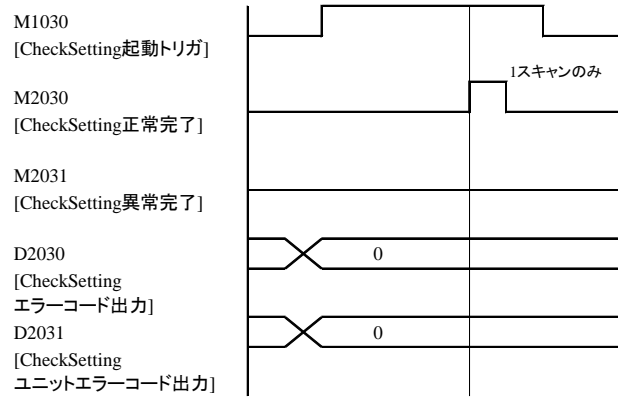 M1030
[CheckSetting起動トリガ]
1スキャンのみ
M2030
[CheckSetting正常完了]
M2031
[CheckSetting異常完了]
D2030
0
[CheckSetting
エラーコード出力]
D2031
0
[CheckSetting
ユニットエラーコード出力]